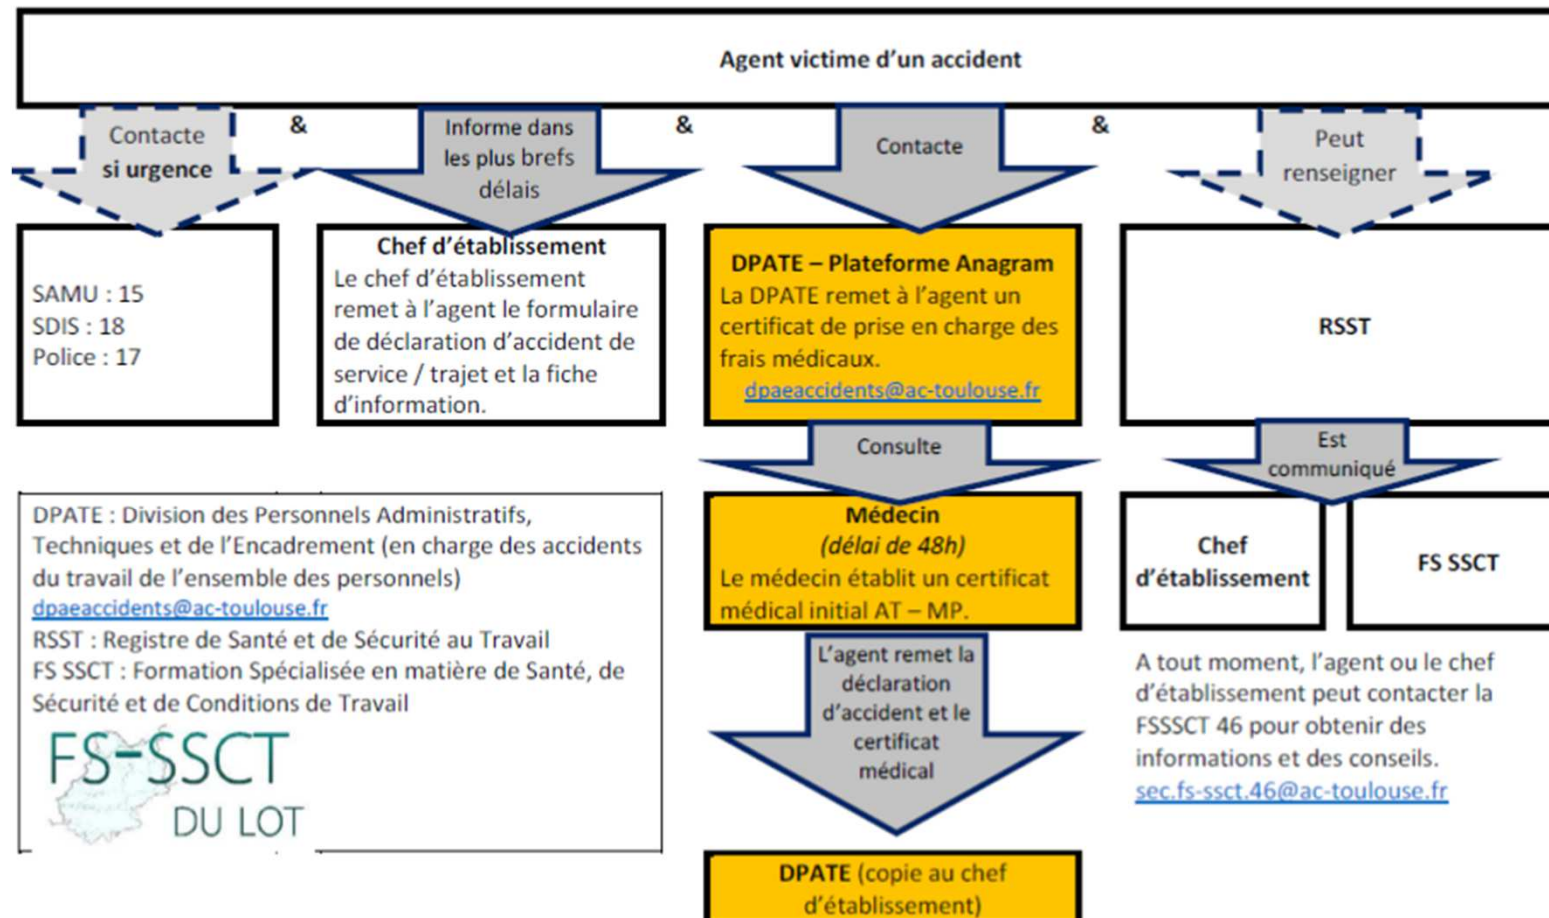 Agent victime d'un accident
Contacte
si urgence
&
Informe dans
les plus brefs
délais
&
Contacte
&
Peut
renseigner
SAMU : 15
SDIS : 18
Police : 17
Chef d'établissement
Le chef d'établissement
remet à l'agent le formulaire
de déclaration d'accident de
service / trajet et la fiche
d'information.
DPATE – Plateforme Anagram
La DPATE remet à l'agent un
certificat de prise en charge des
frais médicaux.
dpaeaccidents@ac-toulouse.fr
RSST
Consulte
Est
communiqué
Médecin
(délai de 48h)
Le médecin établit un certificat
médical initial AT – MP.
Chef
d'établissement
FS SSCT
DPATE : Division des Personnels Administratifs,
Techniques et de l'Encadrement (en charge des accidents
du travail de l'ensemble des personnels)
dpaeaccidents@ac-toulouse.fr
RSST : Registre de Santé et de Sécurité au Travail
FS SSCT : Formation Spécialisée en matière de Santé, de
Sécurité et de Conditions de Travail
FS-SSCT
DU LOT
L'agent remet la
déclaration
d'accident et le
certificat
médical
A tout moment, l'agent ou le chef
d'établissement peut contacter la
FSSSCT 46 pour obtenir des
informations et des conseils.
sec.fs-ssct.46@ac-toulouse.fr
DPATE (copie au chef
d'établissement)